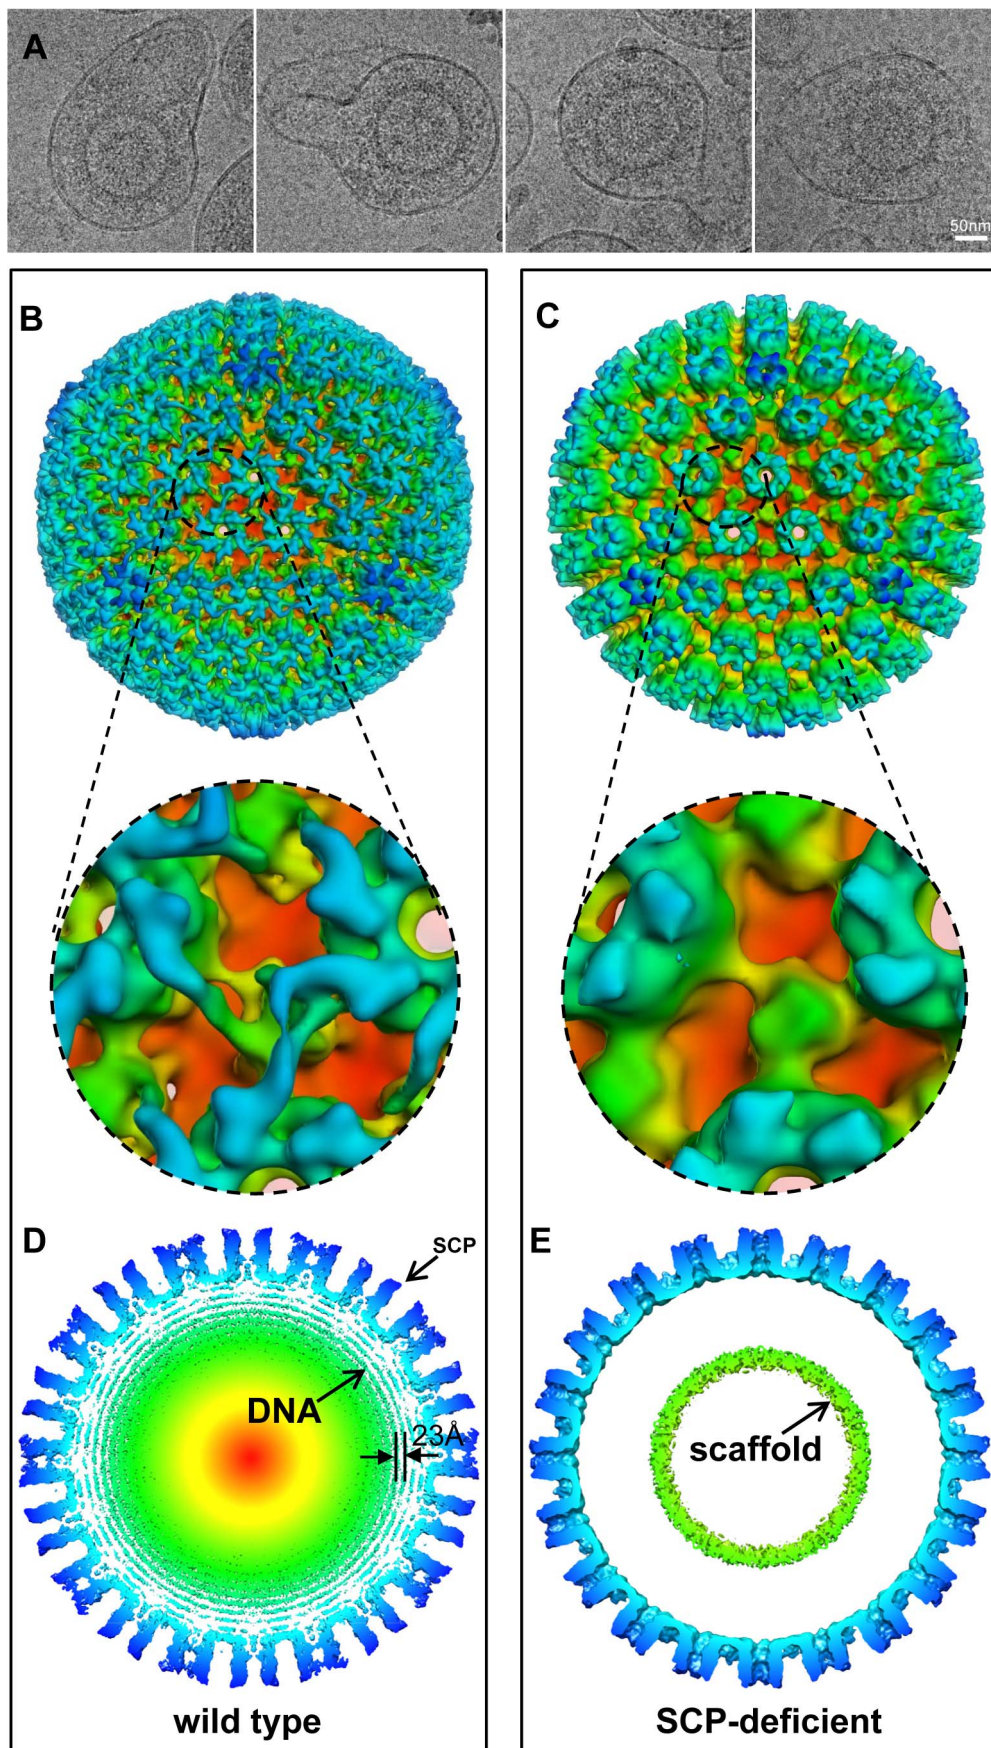 A
50nm
B
C
D
SCP
DNA
23Å
E
scaffold
wild type
SCP-deficient